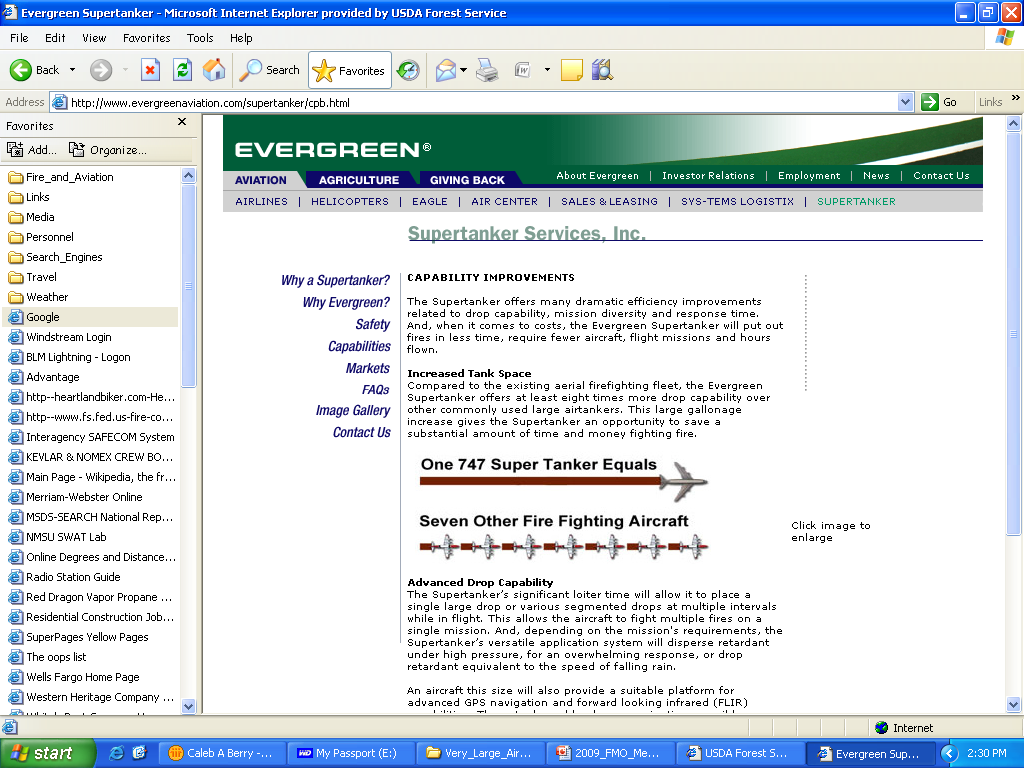 Evergreen Supertanker - Microsoft Internet Explorer provided by USDA Forest Service
File Edit View Favorites Tools Help
Back Search Favorites
Address http://www.evergreenaviation.com/supertanker/cpb.html Go Links »
Favorites
Add... Organize...
Fire_and_Aviation
Links
Media
Personnel
Search_Engines
Travel
Weather
Google
Windstream Login
BLM Lightning - Logon
Advantage
http--heartlandbiker.com-He...
http--www.fs.fed.us-fire-co...
Interagency SAFECOM System
KEVLAR & NOMEX CREW BO...
Main Page - Wikipedia, the fr...
Merriam-Webster Online
MSDS-SEARCH National Rep...
NMSU SWAT Lab
Online Degrees and Distance...
Radio Station Guide
Red Dragon Vapor Propane ...
Residential Construction Job...
SuperPages Yellow Pages
The oops list
Wells Fargo Home Page
Western Heritage Company ...
EVERGREEN®
About Evergreen | Investor Relations | Employment | News | Contact Us
AVIATION AGRICULTURE GIVING BACK
AIRLINES | HELICOPTERS | EAGLE | AIR CENTER | SALES & LEASING | SYS-TEMS LOGISTIX | SUPERTANKER
Supertanker Services, Inc.
Why a Supertanker?
Why Evergreen?
Safety
Capabilities
Markets
FAQs
Image Gallery
Contact Us
CAPABILITY IMPROVEMENTS
The Supertanker offers many dramatic efficiency improvements
related to drop capability, mission diversity and response time.
And, when it comes to costs, the Evergreen Supertanker will put out
fires in less time, require fewer aircraft, flight missions and hours
flown.
Increased Tank Space
Compared to the existing aerial firefighting fleet, the Evergreen
Supertanker offers at least eight times more drop capability over
other commonly used large airtankers. This large gallonage
increase gives the Supertanker an opportunity to save a
substantial amount of time and money fighting fire.
One 747 Super Tanker Equals
Seven Other Fire Fighting Aircraft
Click image to
enlarge
Advanced Drop Capability
The Supertanker's significant loiter time will allow it to place a
single large drop or various segmented drops at multiple intervals
while in flight. This allows the aircraft to fight multiple fires on a
single mission. And, depending on the mission's requirements, the
Supertanker's versatile application system will disperse retardant
under high pressure, for an overwhelming response, or drop
retardant equivalent to the speed of falling rain.
An aircraft this size will also provide a suitable platform for
advanced GPS navigation and forward looking infrared (FLIR)
Internet
start Caleb A Berry -... My Passport (E:) Very_Large_Air... 2009_FMO_Me... USDA Forest S... Evergreen Sup... 2:30 PM